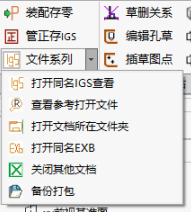 装配存零 草删关系
管正存IGS 编辑孔草
文件系列 插草图点
打开同名IGS查看
查看参考打开文件
打开文档所在文件夹
打开同名EXB
关闭其他文档
备份打包